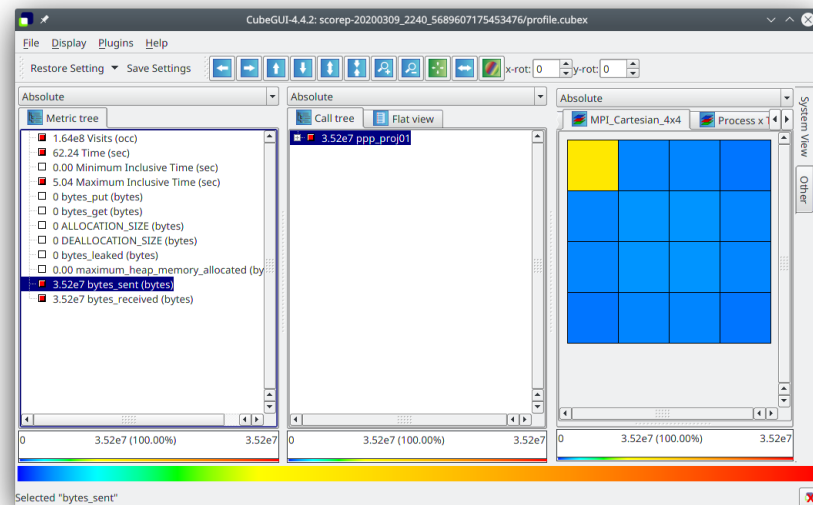 CubeGUI-4.4.2: scorep-20200309_2240_5689607175453476/profile.cubex
File Display Plugins Help
Restore Setting Save Settings x-rot: 0 y-rot: 0
Absolute
Metric tree
1.64e8 Visits (occ)
62.24 Time (sec)
0.00 Minimum Inclusive Time (sec)
5.04 Maximum Inclusive Time (sec)
0 bytes_put (bytes)
0 bytes_get (bytes)
0 ALLOCATION_SIZE (bytes)
0 DEALLOCATION_SIZE (bytes)
0 bytes_leaked (bytes)
0.00 maximum_heap_memory_allocated (by
3.52e7 bytes_sent (bytes)
3.52e7 bytes_received (bytes)
0 3.52e7 (100.00%) 3.52e7
Absolute
Call tree Flat view
3.52e7 ppp_proj01
0 3.52e7 (100.00%) 3.52e7
Absolute
MPI_Cartesian_4x4 Process x T
0 3.52e7 (100.00%) 3.52e7
System View
Other
Selected "bytes_sent"